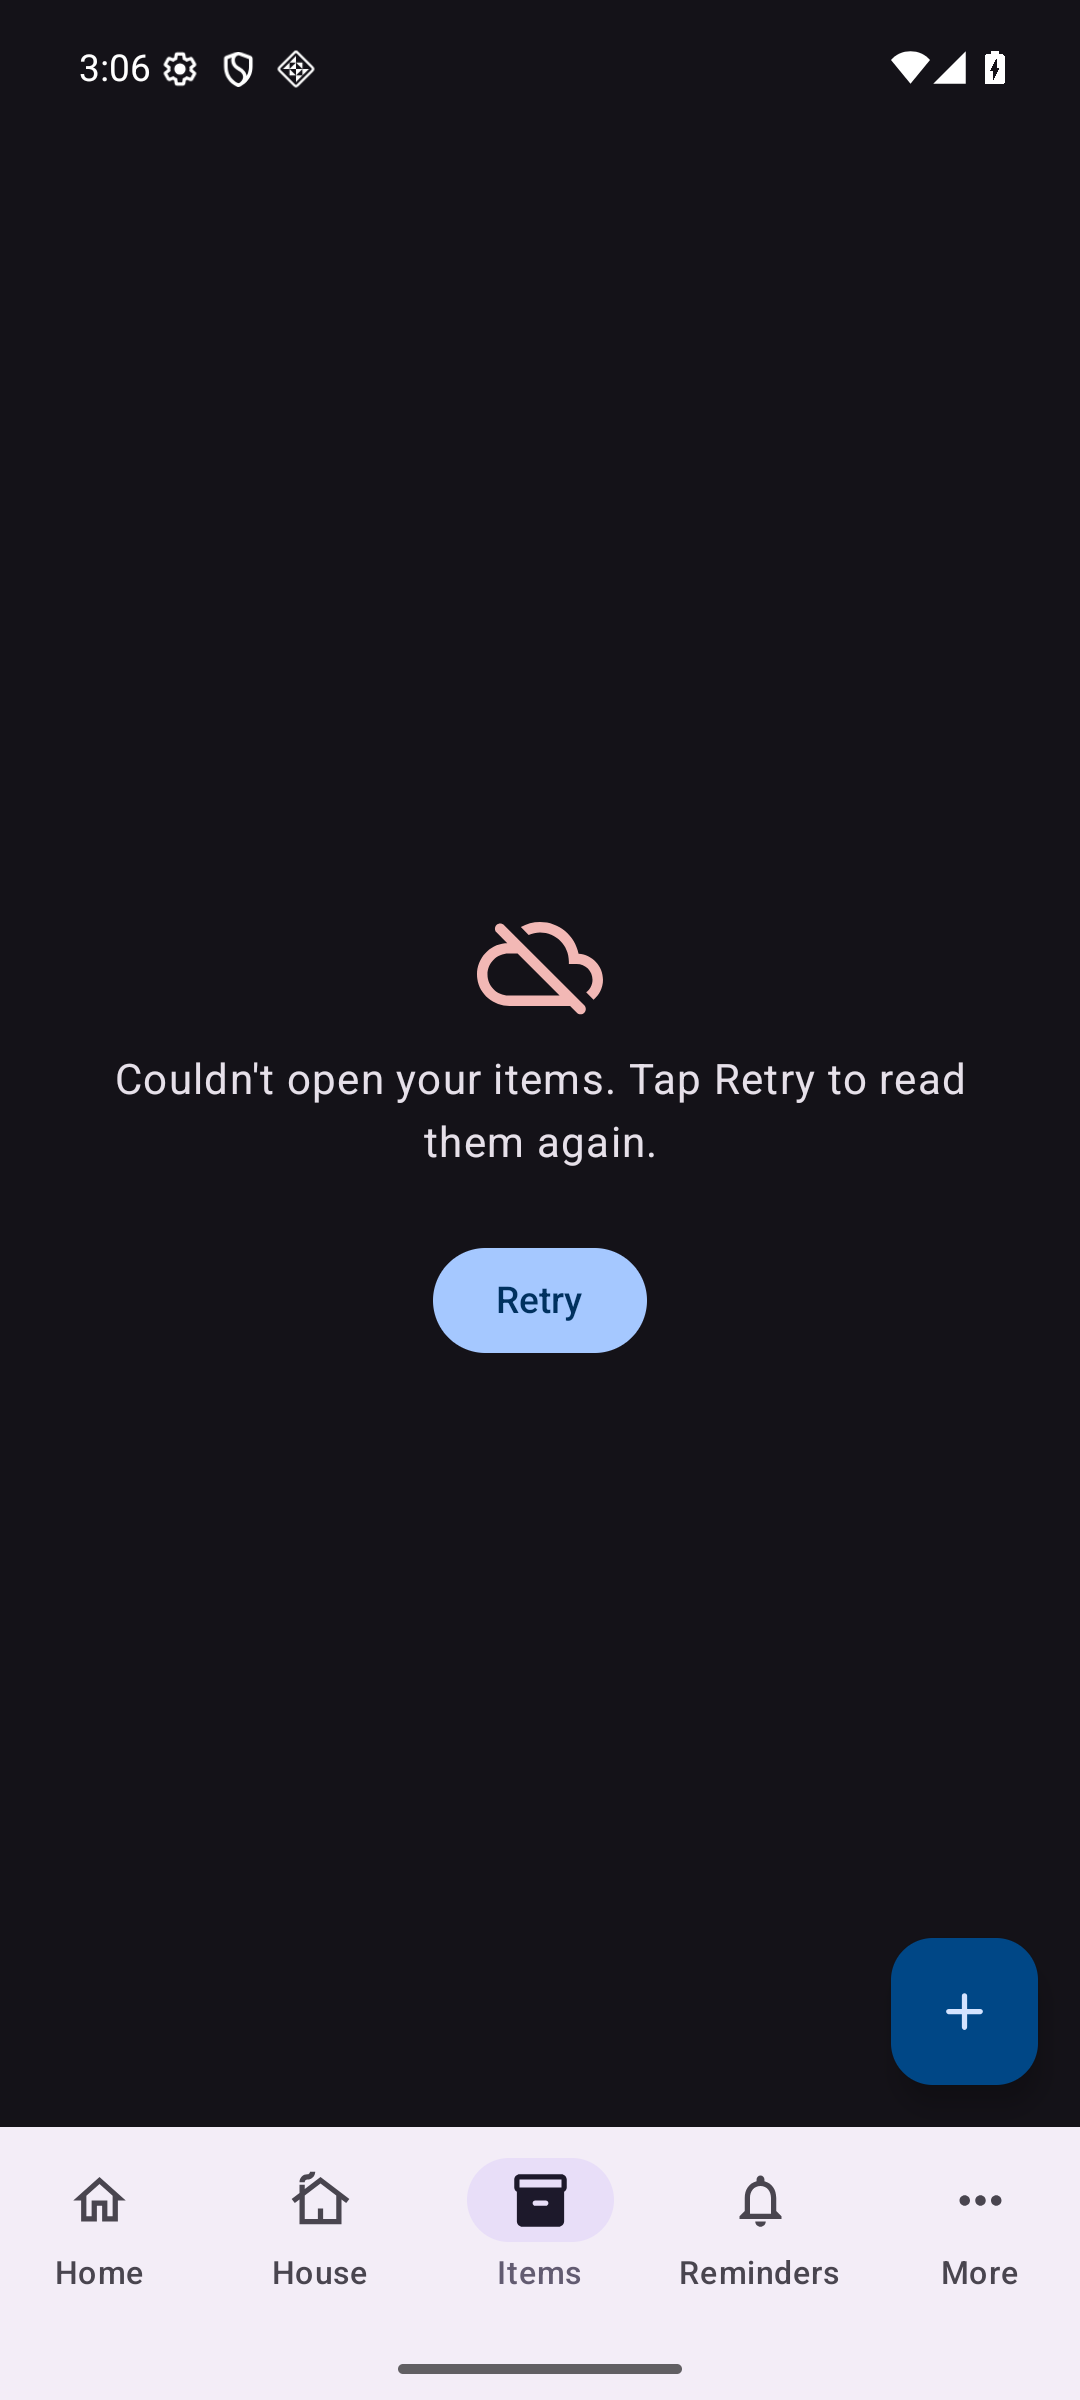 3:06
Couldn't open your items. Tap Retry to read
them again.
Retry
Home
House
Items
Reminders
More